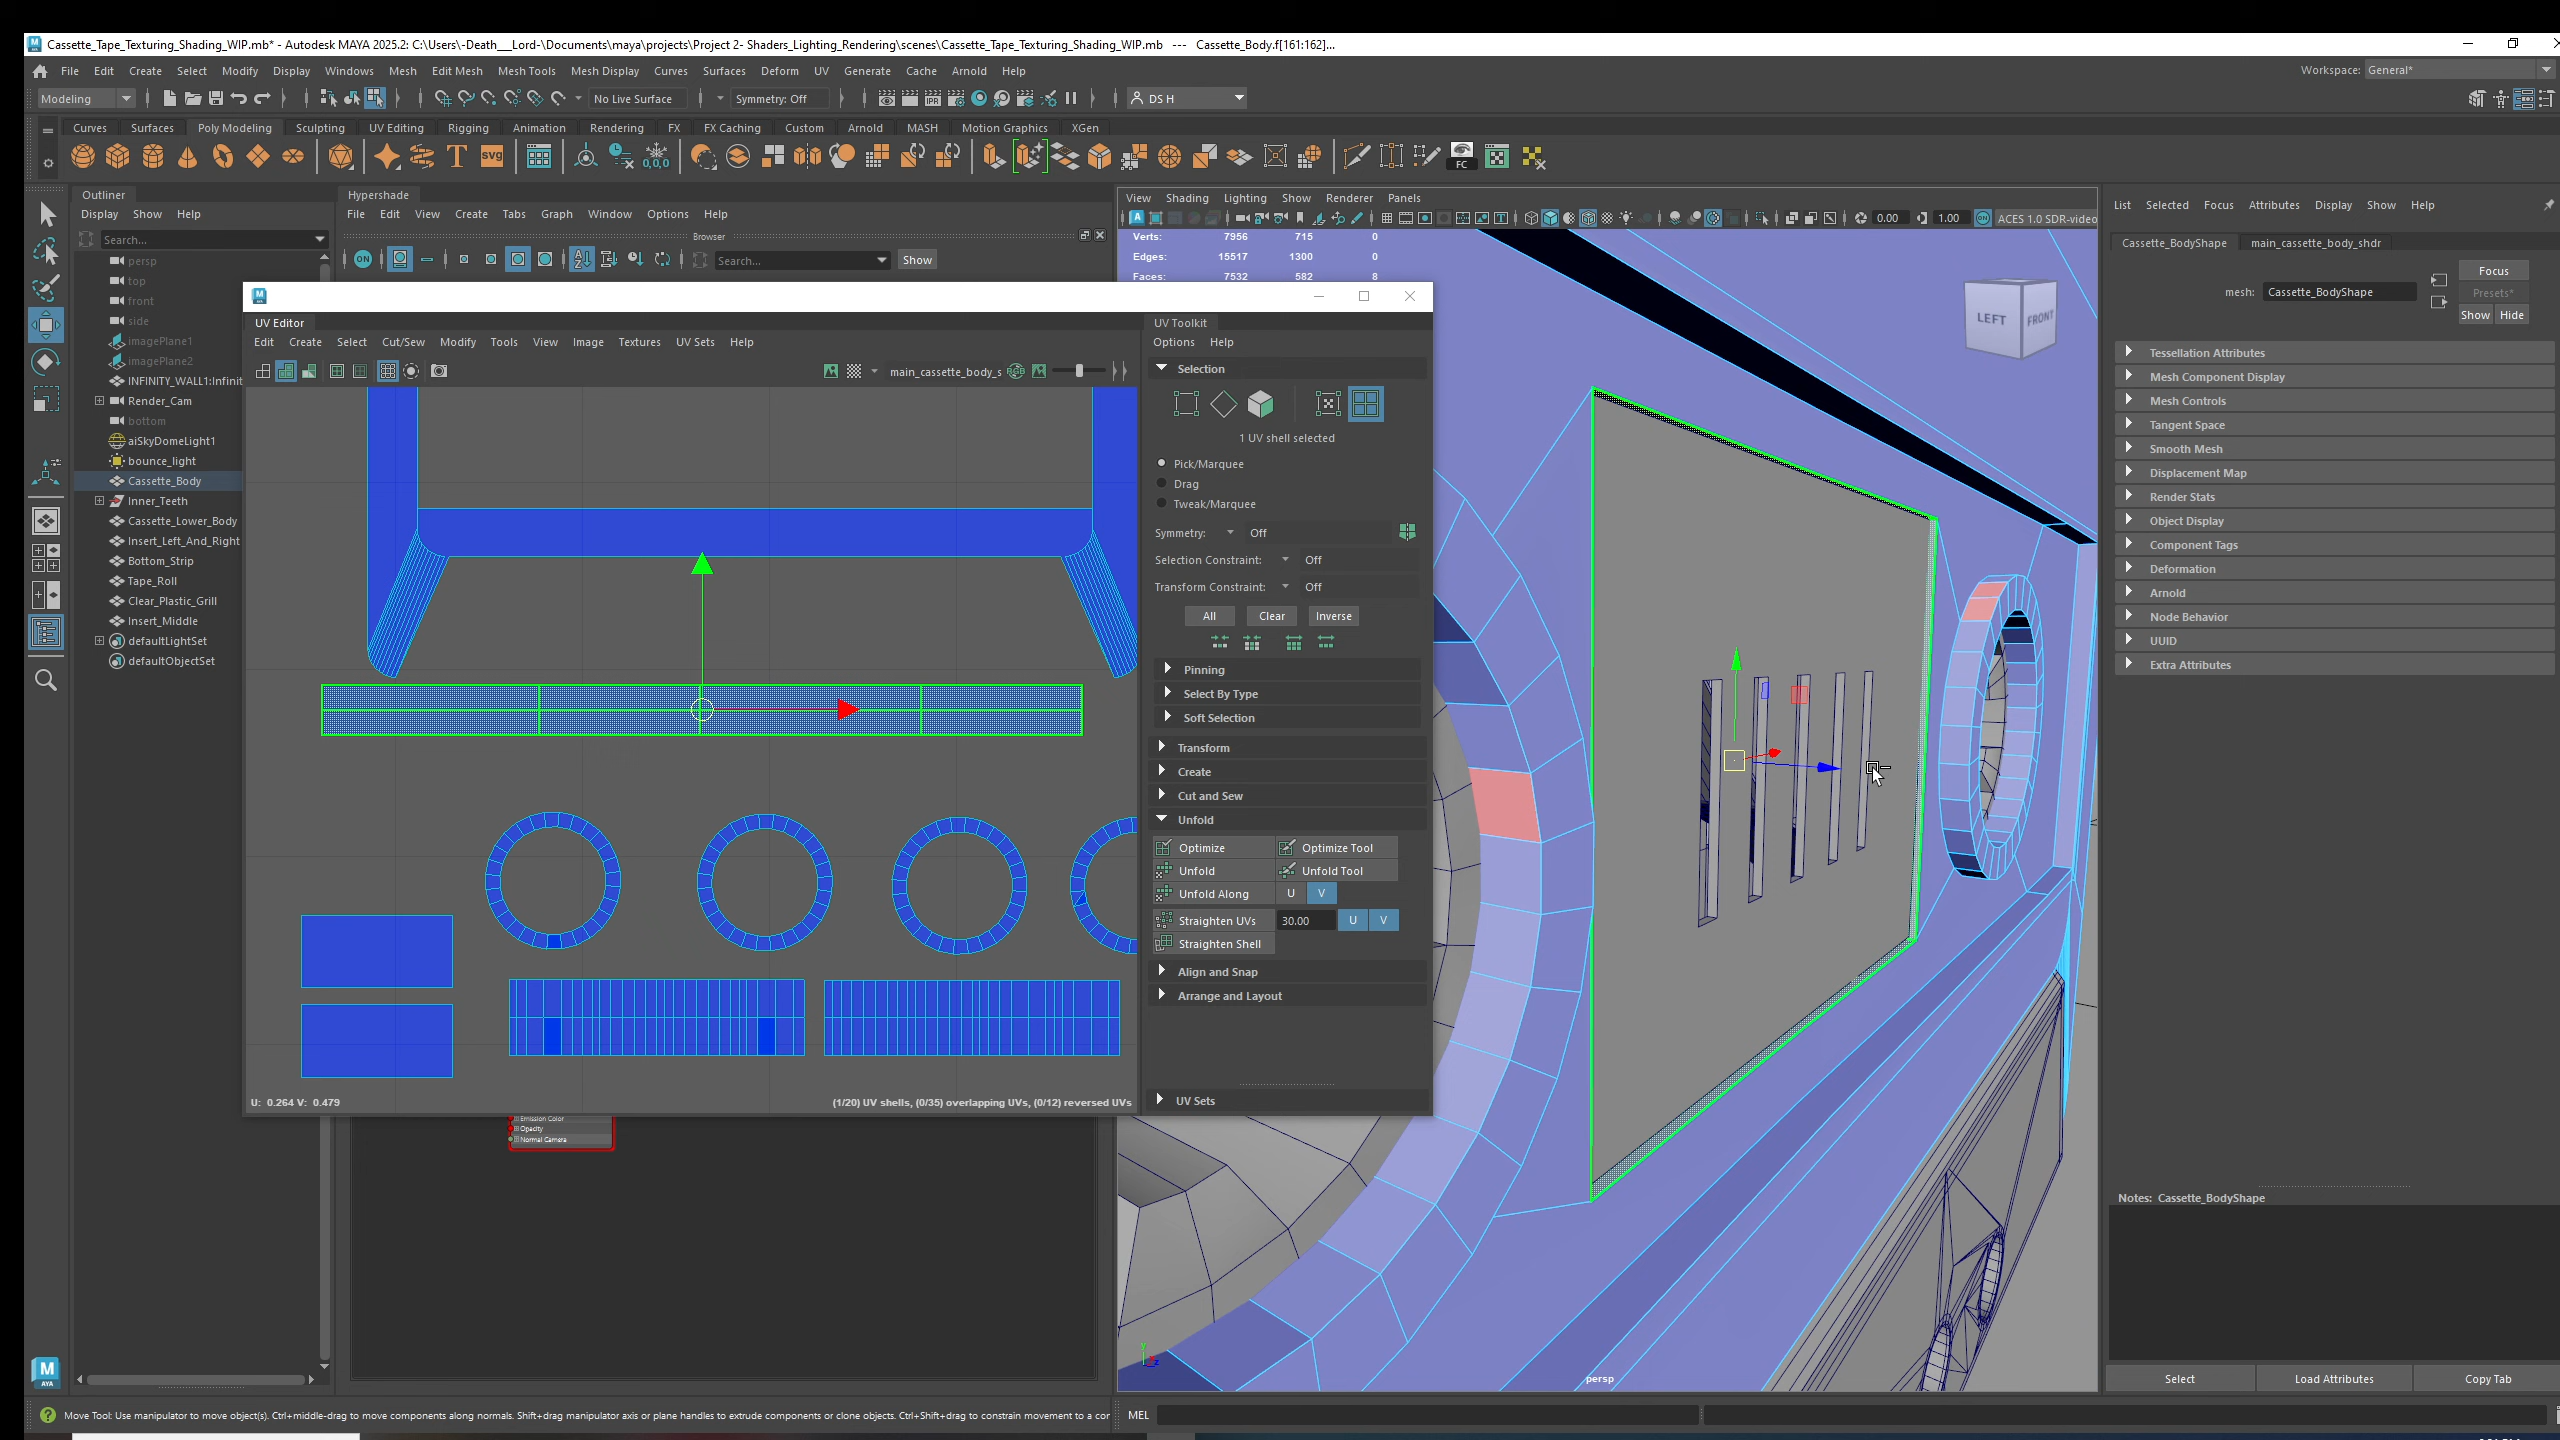 Cassette_Tape_Texturing_Shading_WIP.mb* - Autodesk MAYA 2025.2: C:\Users\-Death__Lord-\Documents\maya\projects\Project 2- Shaders_Lighting_Rendering\scenes\Cassette_Tape_Texturing_Shading_WIP.mb --- Cassette_Body.f[161:162]...
File Edit Create Select Modify Display Windows Mesh Edit Mesh Mesh Tools Mesh Display Curves Surfaces Deform UV Generate Cache Arnold Help
Workspace: General*
Modeling No Live Surface Symmetry: Off IPR DS H
Curves Surfaces Poly Modeling Sculpting UV Editing Rigging Animation Rendering FX FX Caching Custom Arnold MASH Motion Graphics XGen
svg 0,0,0 FC
Outliner
Display Show Help
Search...
persp
top
front
side
imagePlane1
imagePlane2
INFINITY_WALL1:Infinit
Render_Cam
bottom
aiSkyDomeLight1
bounce_light
Cassette_Body
Inner_Teeth
Cassette_Lower_Body
Insert_Left_And_Right
Bottom_Strip
Tape_Roll
Clear_Plastic_Grill
Insert_Middle
defaultLightSet
defaultObjectSet
Hypershade
File Edit View Create Tabs Graph Window Options Help
Browser
ON Search... Show
UV Editor
Edit Create Select Cut/Sew Modify Tools View Image Textures UV Sets Help
main_cassette_body_s
RGB
U: 0.264 V: 0.479
(1/20) UV shells, (0/35) overlapping UVs, (0/12) reversed UVs
UV Toolkit
Options Help
Selection
1 UV shell selected
Pick/Marquee
Drag
Tweak/Marquee
Symmetry: Off
Selection Constraint: Off
Transform Constraint: Off
All Clear Inverse
Pinning
Select By Type
Soft Selection
Transform
Create
Cut and Sew
Unfold
Optimize Optimize Tool
Unfold Unfold Tool
Unfold Along U V
Straighten UVs 30.00 U V
Straighten Shell
Align and Snap
Arrange and Layout
UV Sets
Emission Color
Opacity
Normal Camera
View Shading Lighting Show Renderer Panels
0.00 1.00 ON ACES 1.0 SDR-video
Verts: 7956 715 0
Edges: 15517 1300 0
Faces: 7532 582 8
LEFT FRONT
persp
List Selected Focus Attributes Display Show Help
Cassette_BodyShape main_cassette_body_shdr
Focus
mesh: Cassette_BodyShape
Presets*
Show Hide
Tessellation Attributes
Mesh Component Display
Mesh Controls
Tangent Space
Smooth Mesh
Displacement Map
Render Stats
Object Display
Component Tags
Deformation
Arnold
Node Behavior
UUID
Extra Attributes
Notes: Cassette_BodyShape
Select Load Attributes Copy Tab
Move Tool: Use manipulator to move object(s). Ctrl+middle-drag to move components along normals. Shift+drag manipulator axis or plane handles to extrude components or clone objects. Ctrl+Shift+drag to constrain movement to a cor
MEL